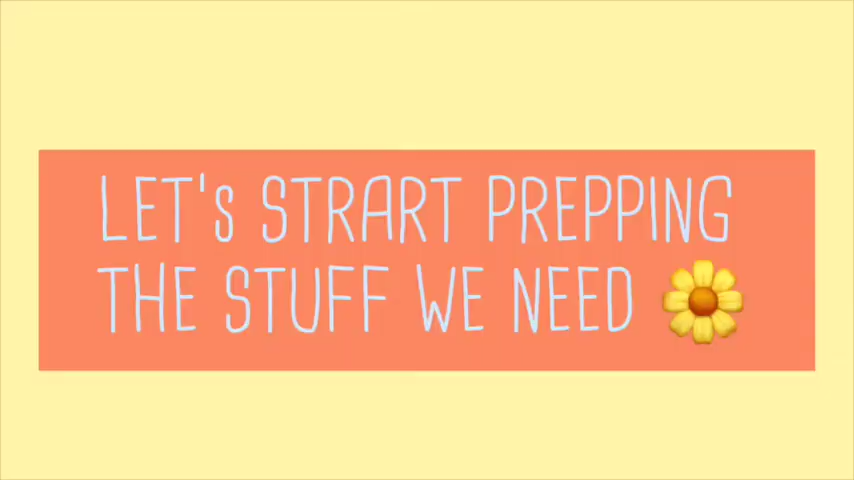 LET's STRART PREPPING
THE STUFF WE NEED 🌼